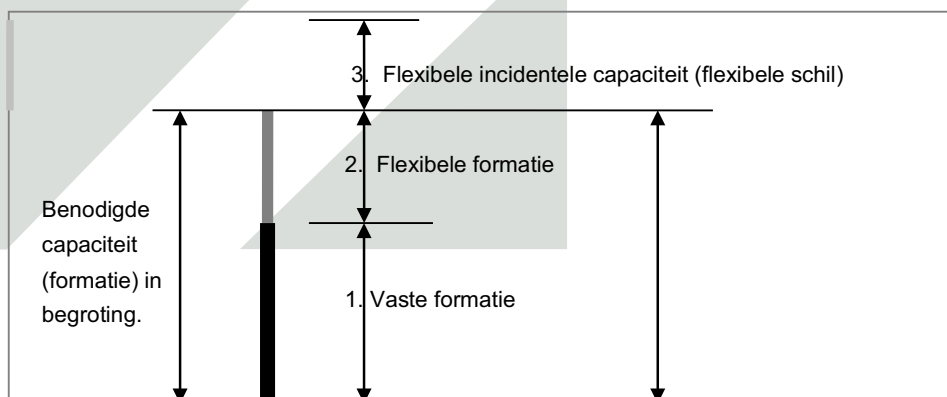 3. Flexibele incidentele capaciteit (flexibele schil)
2. Flexibele formatie
Benodigde
capaciteit
(formatie) in
begroting.
1. Vaste formatie